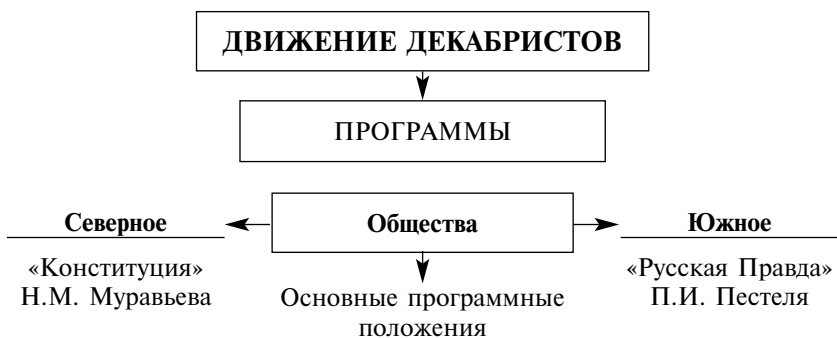 ДВИЖЕНИЕ ДЕКАБРИСТОВ
ПРОГРАММЫ
Северное
Общества
Южное
«Конституция»
Н.М. Муравьева
Основные программные
положения
«Русская Правда»
П.И. Пестеля